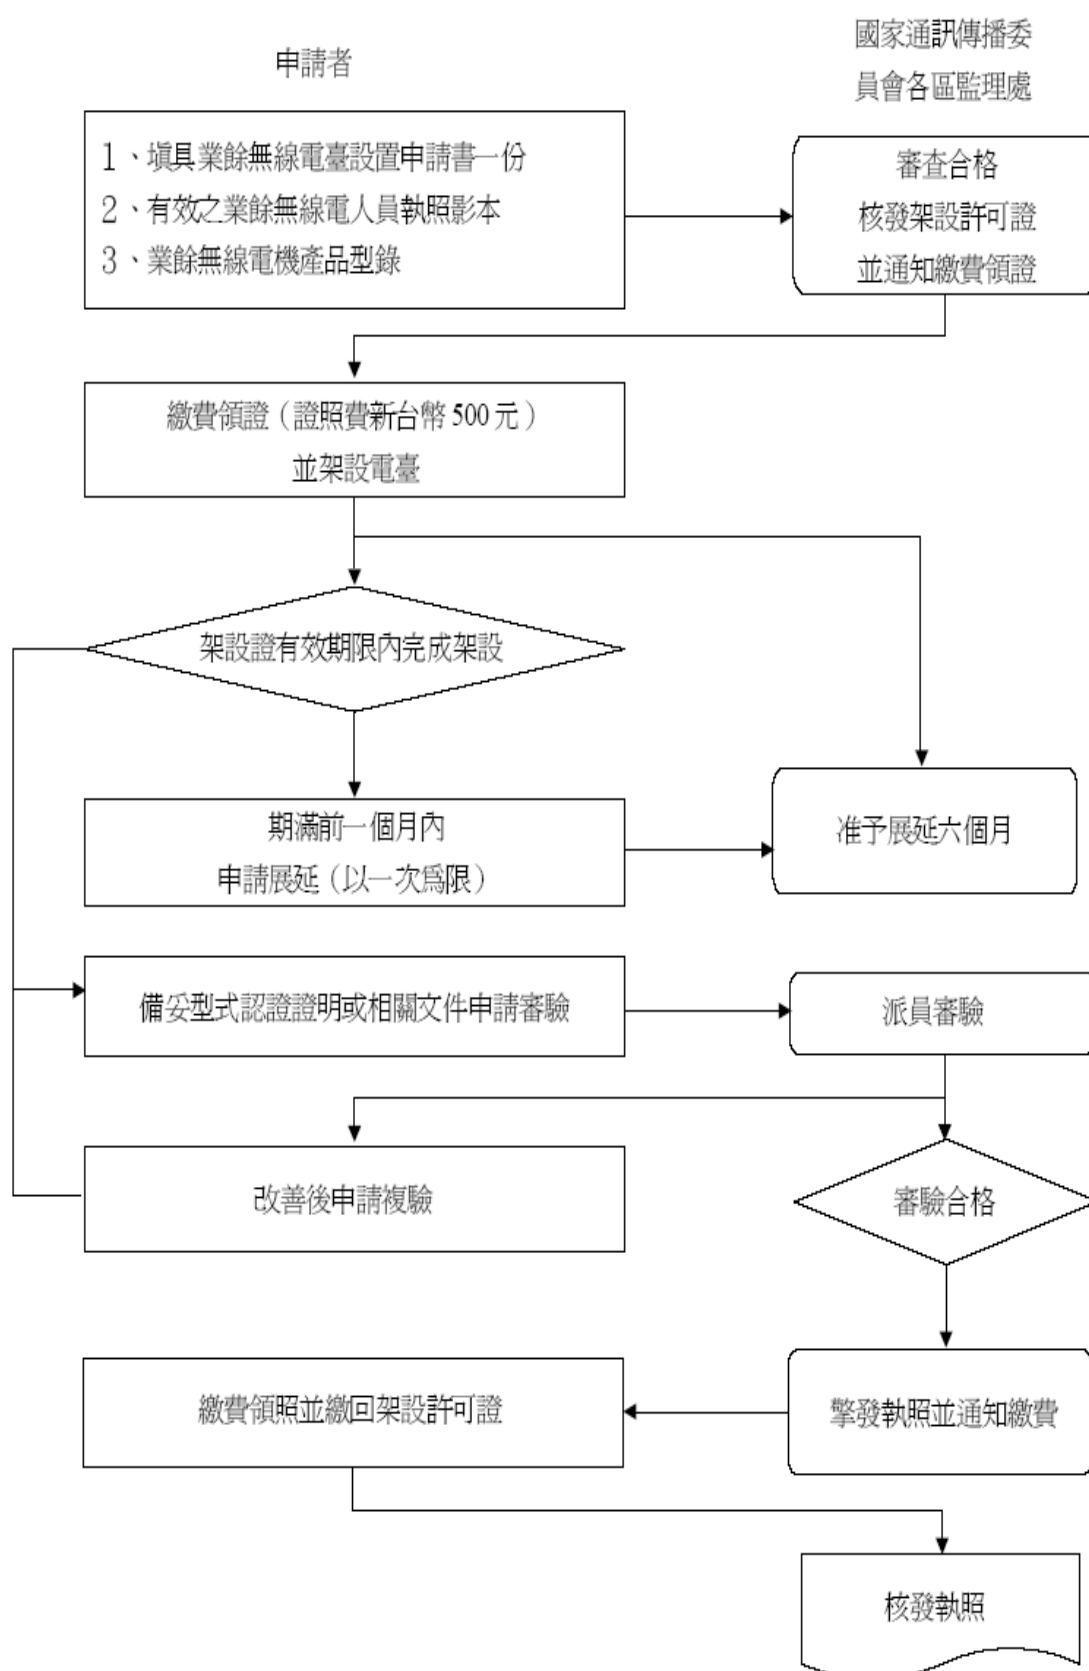 申請者
國家通訊傳播委
員會各區監理處
1、填具業餘無線電臺設置申請書一份
2、有效之業餘無線電人員執照影本
3、業餘無線電機產品型錄
審查合格
核發架設許可證
並通知繳費領證
繳費領證（證照費新台幣 500 元）
並架設電臺
架設證有效期限內完成架設
期滿前一個月內
申請展延（以一次為限）
准予展延六個月
備妥型式認證證明或相關文件申請審驗
派員審驗
改善後申請複驗
審驗合格
繳費領照並繳回架設許可證
擎發執照並通知繳費
核發執照